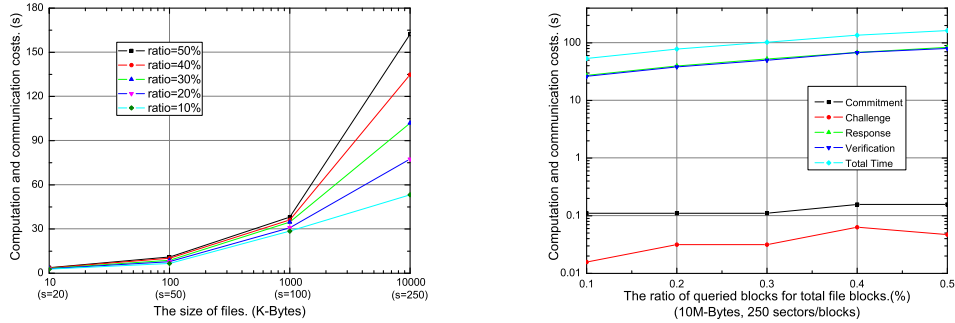 Computation and communication costs. (s)
180
150
120
90
60
30
0
ratio=50%
ratio=40%
ratio=30%
ratio=20%
ratio=10%
10
100
1000
10000
(s=20)
(s=50)
(s=100)
(s=250)
The size of files. (K-Bytes)
Computation and communication costs. (s)
100
10
1
0.1
0.01
Commitment
Challenge
Response
Verification
Total Time
0.1
0.2
0.3
0.4
0.5
The ratio of queried blocks for total file blocks.(%)
(10M-Bytes, 250 sectors/blocks)